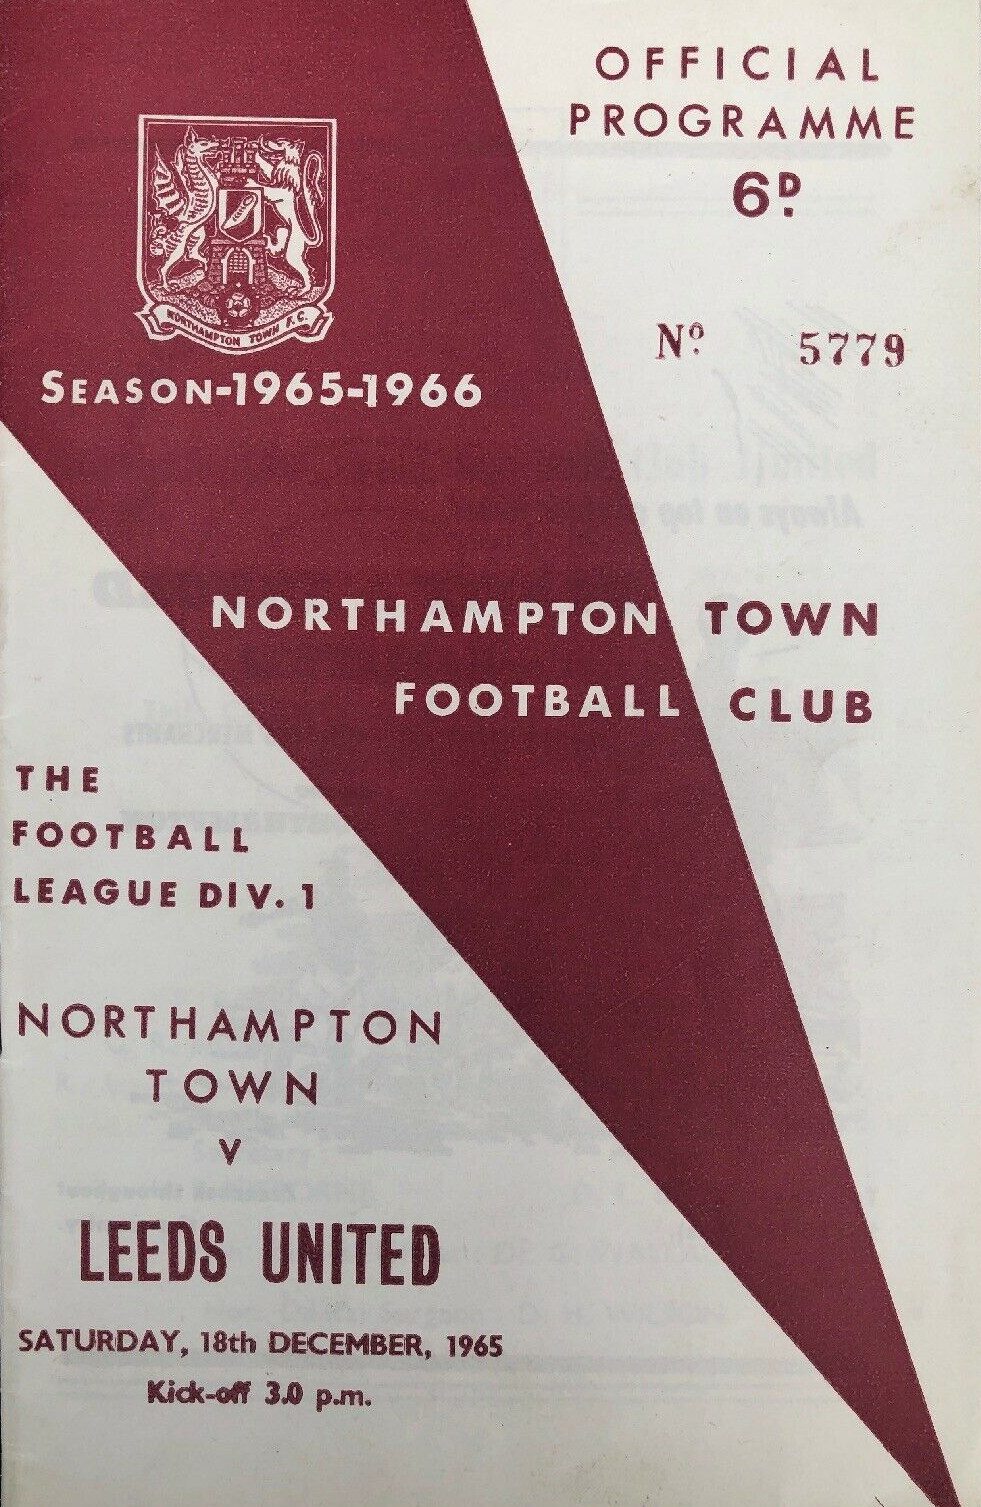 OFFICIAL
PROGRAMME
6D.
No. 5779
NORTHAMPTON TOWN F.C.
SEASON-1965-1966
NORTHAMPTON TOWN
FOOTBALL CLUB
THE
FOOTBALL
LEAGUE DIV. 1
NORTHAMPTON
TOWN
V
LEEDS UNITED
SATURDAY, 18th DECEMBER, 1965
Kick-off 3.0 p.m.